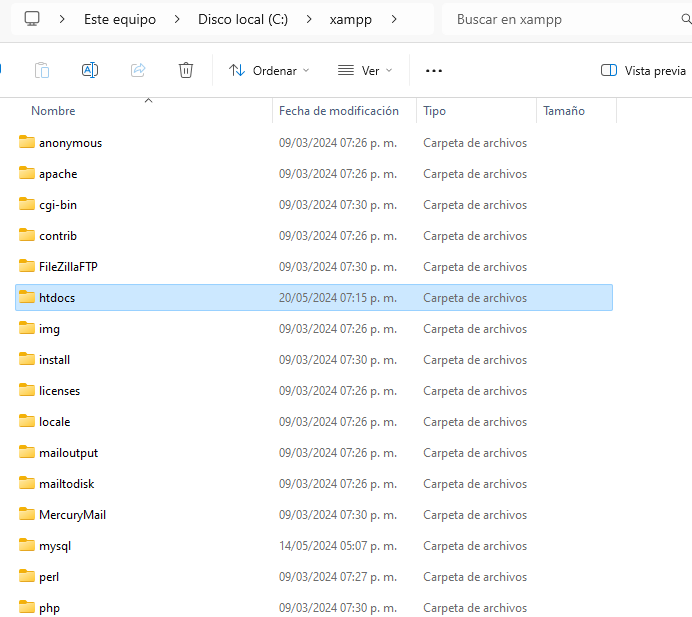 Este equipo > Disco local (C:) > xampp > Buscar en xampp
Ordenar Ver ... Vista previa
Nombre Fecha de modificación Tipo Tamaño
anonymous 09/03/2024 07:26 p. m. Carpeta de archivos
apache 09/03/2024 07:26 p. m. Carpeta de archivos
cgi-bin 09/03/2024 07:30 p. m. Carpeta de archivos
contrib 09/03/2024 07:26 p. m. Carpeta de archivos
FileZillaFTP 09/03/2024 07:30 p. m. Carpeta de archivos
htdocs 20/05/2024 07:15 p. m. Carpeta de archivos
img 09/03/2024 07:26 p. m. Carpeta de archivos
install 09/03/2024 07:30 p. m. Carpeta de archivos
licenses 09/03/2024 07:26 p. m. Carpeta de archivos
locale 09/03/2024 07:26 p. m. Carpeta de archivos
mailoutput 09/03/2024 07:26 p. m. Carpeta de archivos
mailtodisk 09/03/2024 07:26 p. m. Carpeta de archivos
MercuryMail 09/03/2024 07:30 p. m. Carpeta de archivos
mysql 14/05/2024 05:07 p. m. Carpeta de archivos
perl 09/03/2024 07:27 p. m. Carpeta de archivos
php 09/03/2024 07:30 p. m. Carpeta de archivos